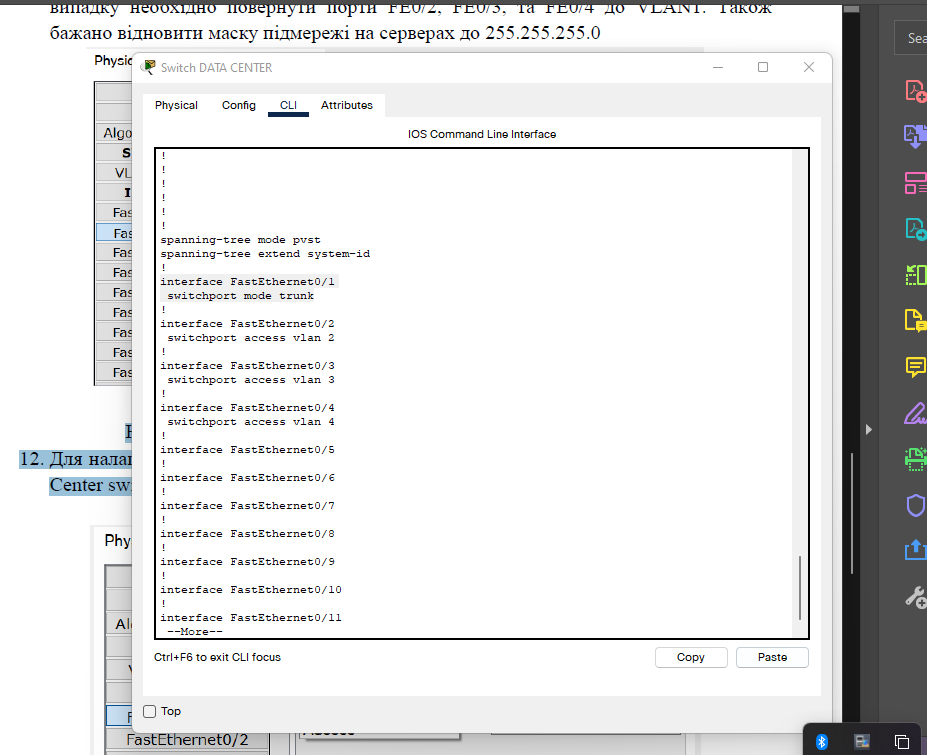 випадку необхідно повернути порти FE0/2, FE0/3, та FE0/4 до VLAN1. Також
бажано відновити маску підмережі на серверах до 255.255.255.0
Physic
Sea
Switch DATA CENTER
Physical Config CLI Attributes
IOS Command Line Interface
Algo
S
VL
I
Fas
Fas
Fas
Fas
Fas
Fas
Fas
Fas
Fas
!
!
!
!
!
!
spanning-tree mode pvst
spanning-tree extend system-id
!
interface FastEthernet0/1
switchport mode trunk
!
interface FastEthernet0/2
switchport access vlan 2
!
interface FastEthernet0/3
switchport access vlan 3
!
interface FastEthernet0/4
switchport access vlan 4
!
interface FastEthernet0/5
!
interface FastEthernet0/6
!
interface FastEthernet0/7
!
interface FastEthernet0/8
!
interface FastEthernet0/9
!
interface FastEthernet0/10
!
interface FastEthernet0/11
--More--
12. Для налаш
Center sw
Phy
Al
F
FastEthernet0/2
Ctrl+F6 to exit CLI focus
Copy Paste
Top